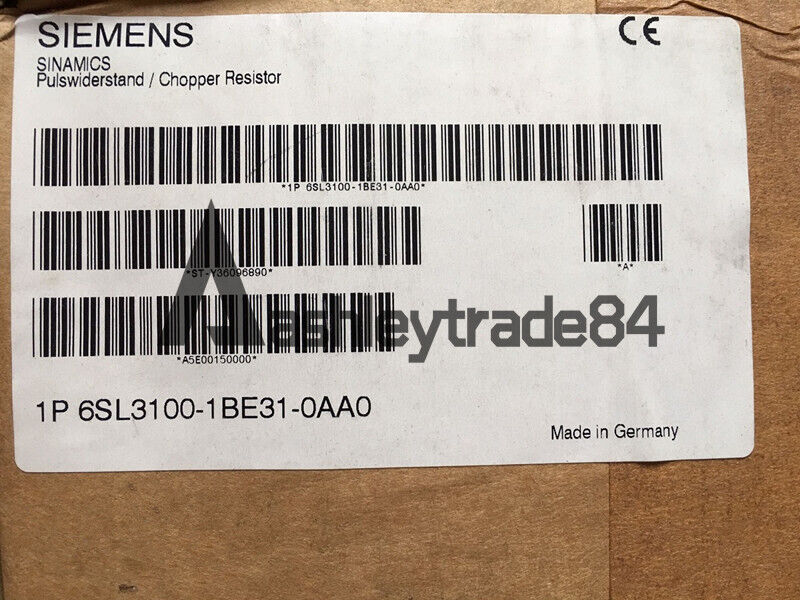 SIEMENS
CE
SINAMICS
Pulswiderstand / Chopper Resistor
*1P 6SL3100-1BE31-0AA0*
*ST-Y36096890*
*A*
ashleytrade84
*A5E00150000*
1P 6SL3100-1BE31-0AA0
Made in Germany